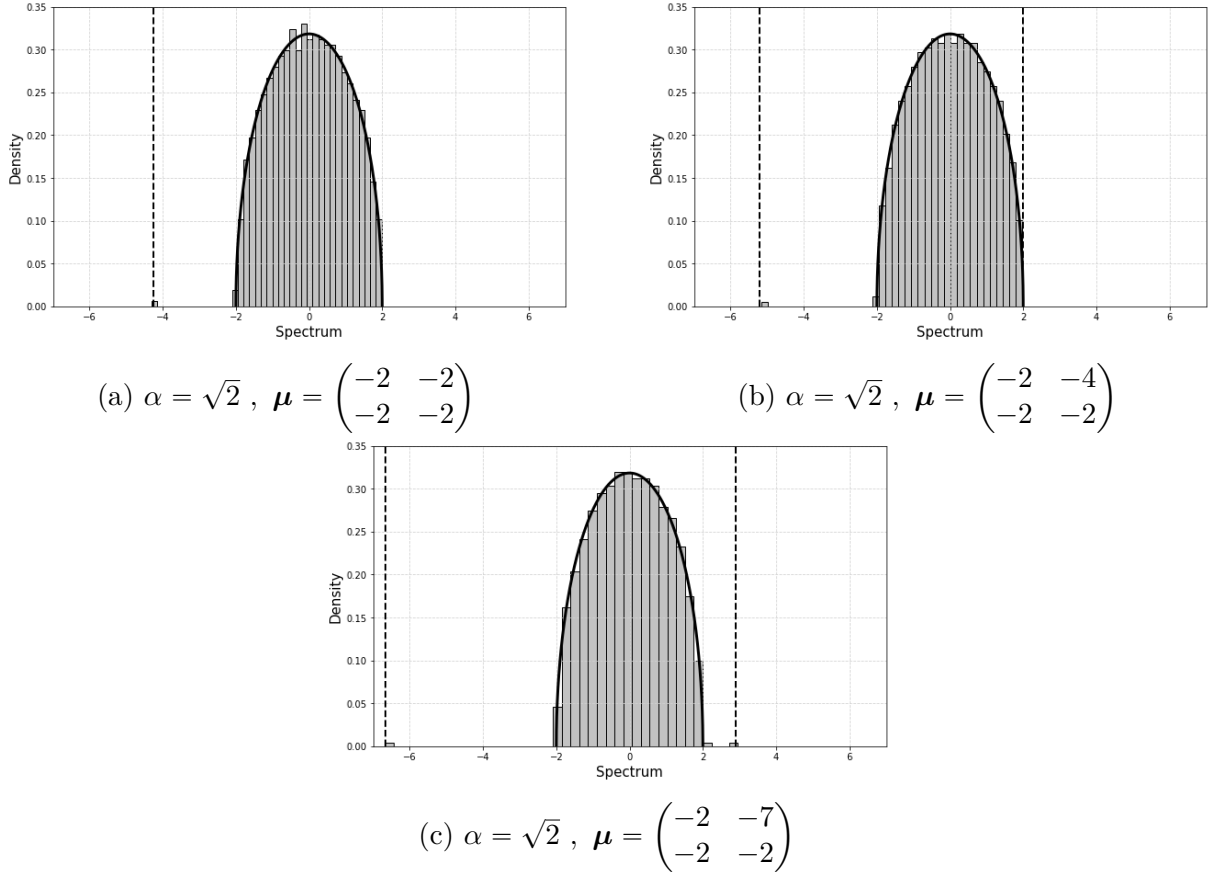 0.35
0.30
0.25
0.20
0.15
0.10
0.05
0.00
Density
−6 −4 −2 0 2 4 6
Spectrum
(a) α = √2 , μ = (−2 −2
−2 −2)
0.35
0.30
0.25
0.20
0.15
0.10
0.05
0.00
Density
−6 −4 −2 0 2 4 6
Spectrum
(b) α = √2 , μ = (−2 −4
−2 −2)
0.35
0.30
0.25
0.20
0.15
0.10
0.05
0.00
Density
−6 −4 −2 0 2 4 6
Spectrum
(c) α = √2 , μ = (−2 −7
−2 −2)